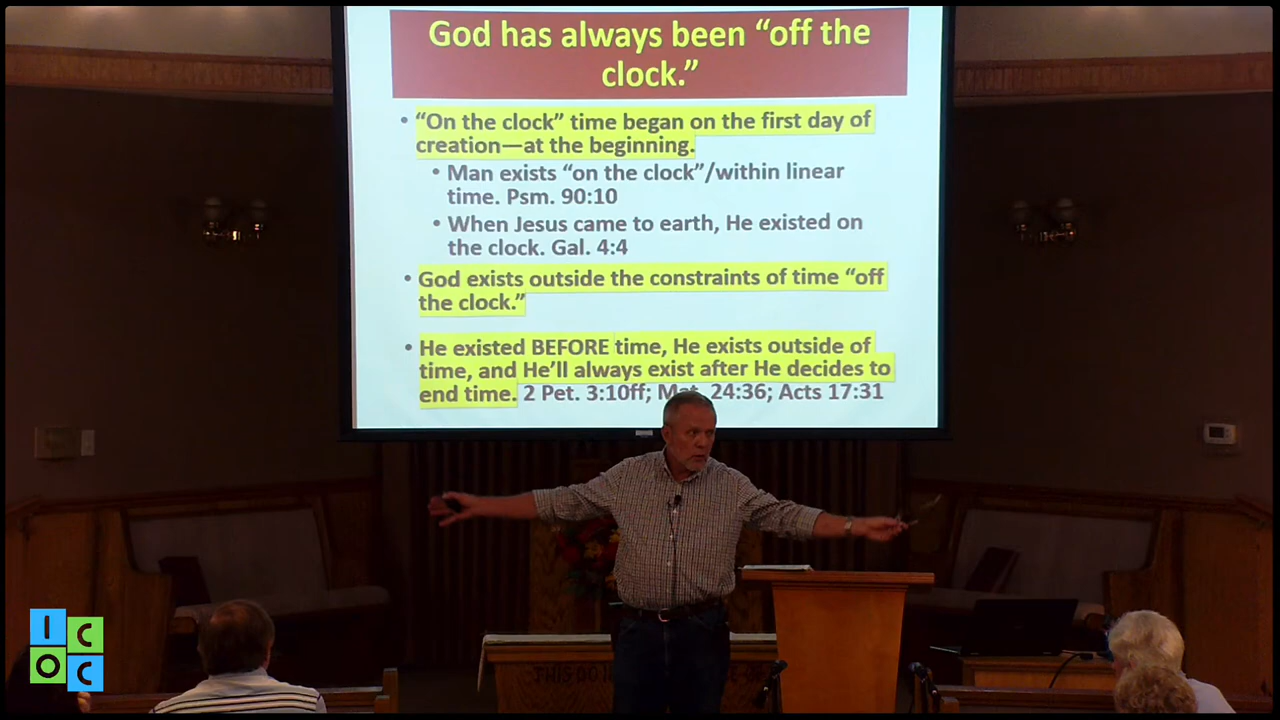 God has always been “off the
clock.”
• “On the clock” time began on the first day of
creation—at the beginning.
• Man exists “on the clock”/within linear
time. Psm. 90:10
• When Jesus came to earth, He existed on
the clock. Gal. 4:4
• God exists outside the constraints of time “off
the clock.”
• He existed BEFORE time, He exists outside of
time, and He’ll always exist after He decides to
end time. 2 Pet. 3:10ff; Mat. 24:36; Acts 17:31
THIS DO IN OF
I C
O C